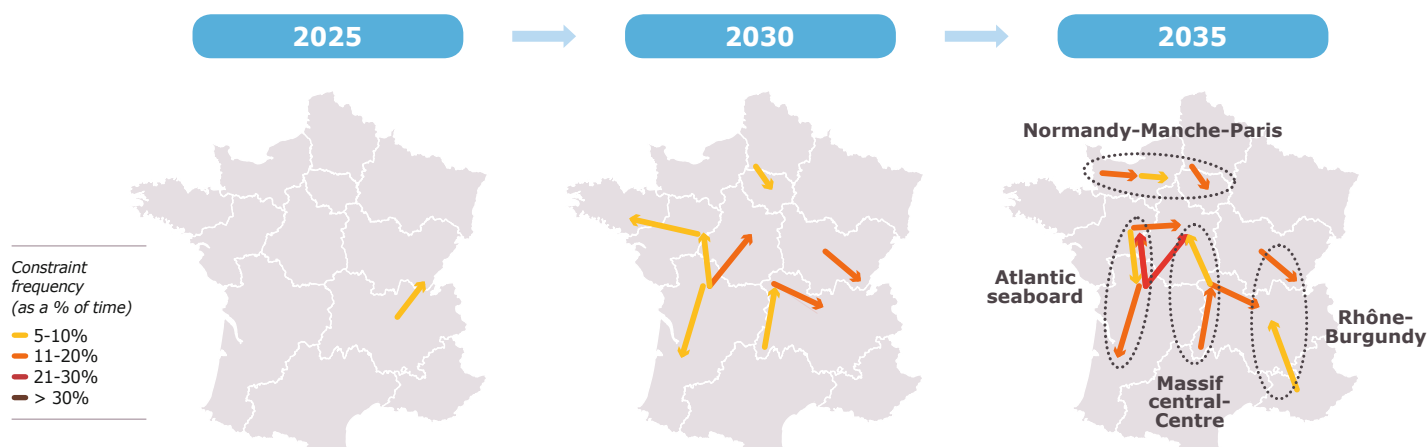 2025
2030
2035
Normandy-Manche-Paris
Constraint
frequency
(as a % of time)
5-10%
11-20%
21-30%
> 30%
Atlantic
seaboard
Rhône-
Burgundy
Massif
central-
Centre